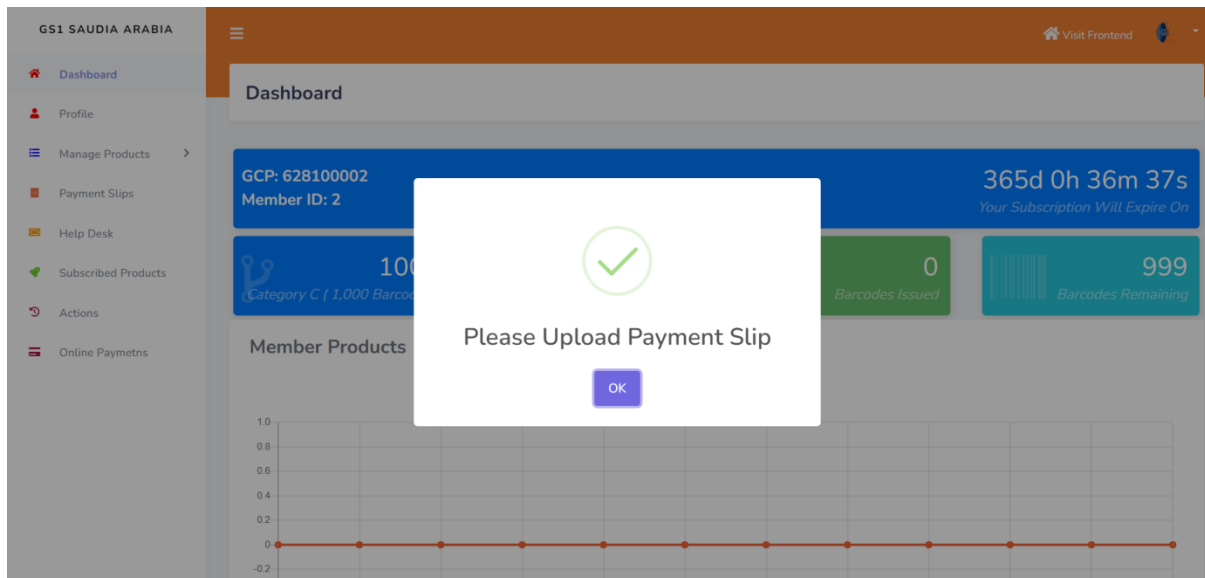 GS1 SAUDIA ARABIA
Visit Frontend
Dashboard
Profile
Manage Products
Payment Slips
Help Desk
Subscribed Products
Actions
Online Paymetns
Dashboard
GCP: 628100002
Member ID: 2
365d 0h 36m 37s
Your Subscription Will Expire On
Category C ( 1,000
0
Barcodes Issued
999
Barcodes Remaining
Member Products
Please Upload Payment Slip
OK
1.0
0.8
0.6
0.4
0.2
0
-0.2